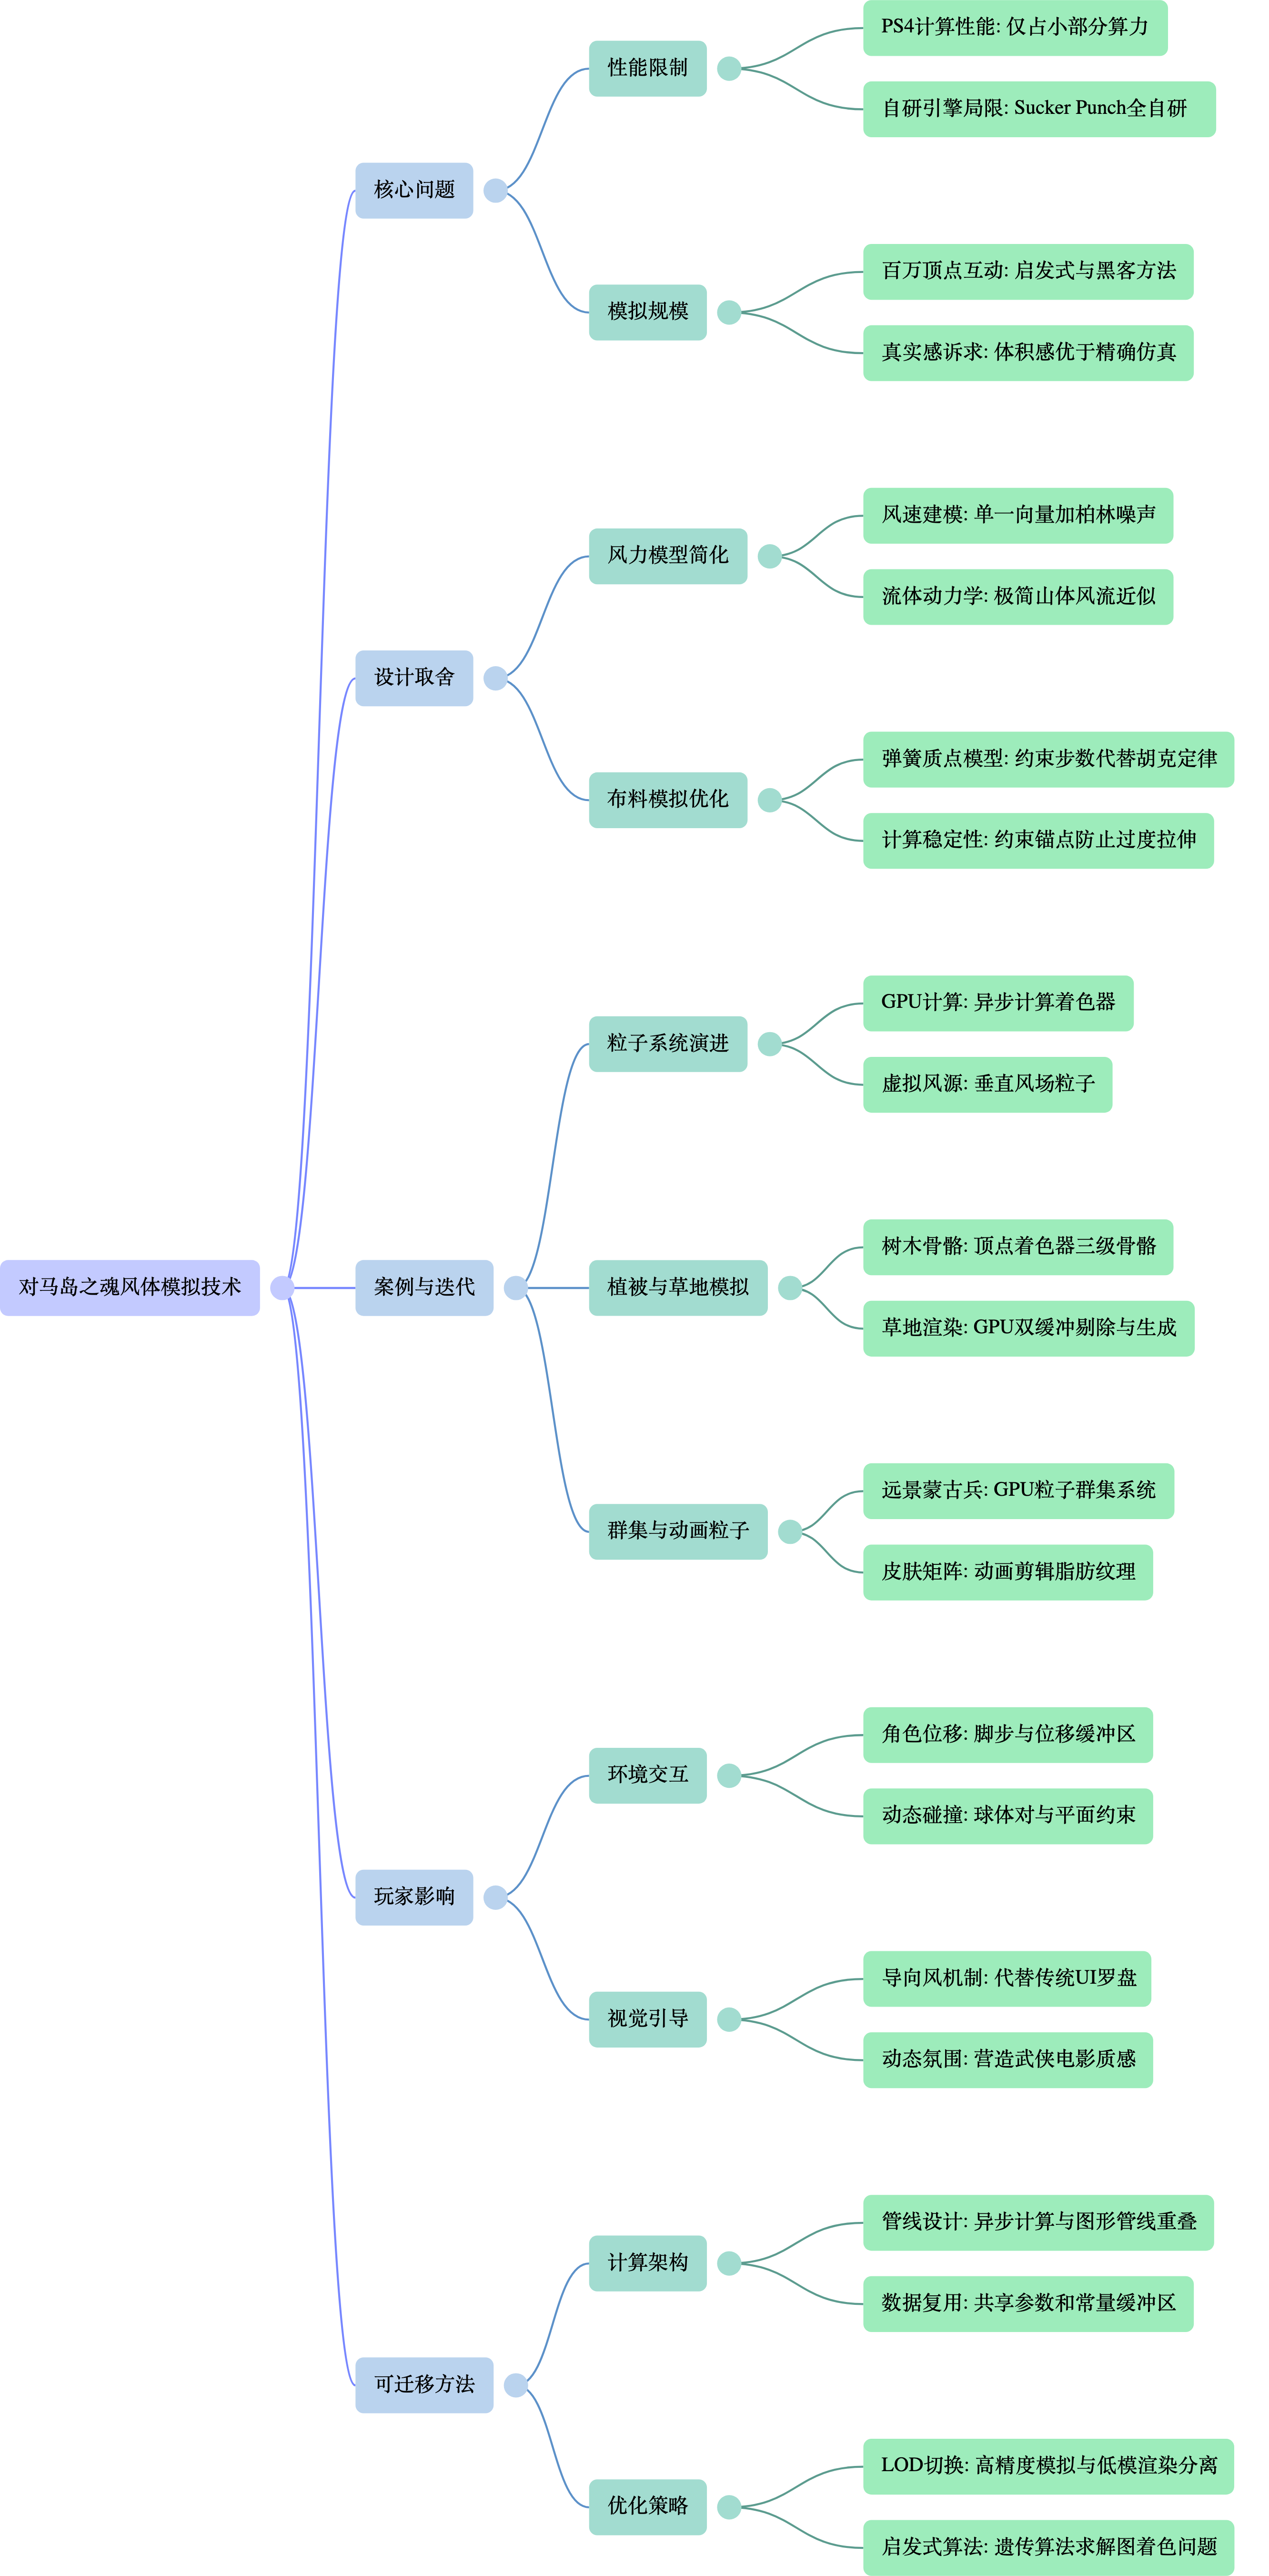 对马岛之魂风体模拟技术
核心问题
性能限制
PS4计算性能: 仅占小部分算力
自研引擎局限: Sucker Punch全自研
模拟规模
百万顶点互动: 启发式与黑客方法
真实感诉求: 体积感优于精确仿真
设计取舍
风力模型简化
风速建模: 单一向量加柏林噪声
流体动力学: 极简山体风流近似
布料模拟优化
弹簧质点模型: 约束步数代替胡克定律
计算稳定性: 约束锚点防止过度拉伸
案例与迭代
粒子系统演进
GPU计算: 异步计算着色器
虚拟风源: 垂直风场粒子
植被与草地模拟
树木骨骼: 顶点着色器三级骨骼
草地渲染: GPU双缓冲剔除与生成
群集与动画粒子
远景蒙古兵: GPU粒子群集系统
皮肤矩阵: 动画剪辑脂肪纹理
玩家影响
环境交互
角色位移: 脚步与位移缓冲区
动态碰撞: 球体对与平面约束
视觉引导
导向风机制: 代替传统UI罗盘
动态氛围: 营造武侠电影质感
可迁移方法
计算架构
管线设计: 异步计算与图形管线重叠
数据复用: 共享参数和常量缓冲区
优化策略
LOD切换: 高精度模拟与低模渲染分离
启发式算法: 遗传算法求解图着色问题